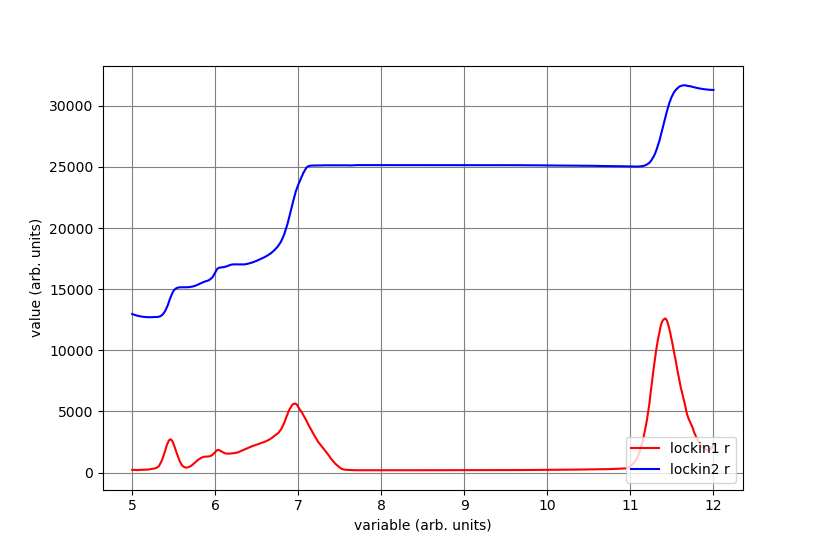 30000
25000
20000
15000
10000
5000
0
value (arb. units)
5 6 7 8 9 10 11 12
variable (arb. units)
lockin1 r
lockin2 r